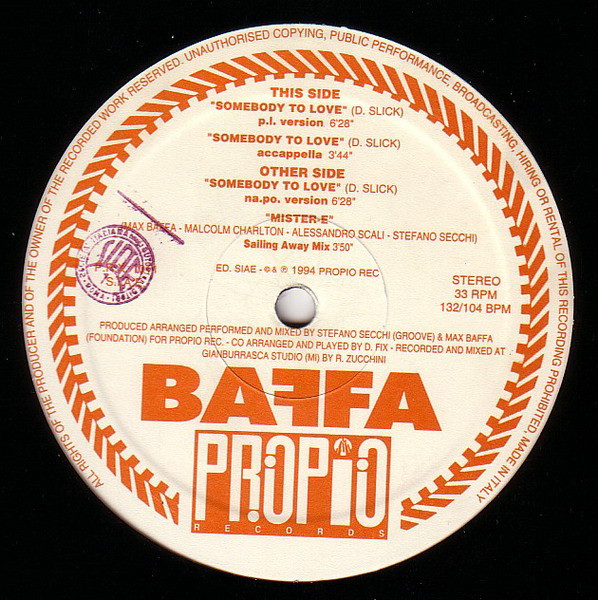 ALL RIGHTS OF THE PRODUCER AND OF THE OWNER OF THE RECORDED WORK RESERVED. UNAUTHORISED COPYING, PUBLIC PERFORMANCE, BROADCASTING, HIRING OR RENTAL OF THIS RECORDING PROHIBITED. MADE IN ITALY
THIS SIDE
"SOMEBODY TO LOVE" (D. SLICK)
p.l. version 6'28"
"SOMEBODY TO LOVE" (D. SLICK)
accappella 3'44"
OTHER SIDE
"SOMEBODY TO LOVE" (D. SLICK)
na.po. version 6'28"
"MISTER-E"
(MAX BAFFA - MALCOLM CHARLTON - ALESSANDRO SCALI - STEFANO SECCHI)
Sailing Away Mix 3'50"
ED. SIAE - © & ℗ 1994 PROPIO REC
STEREO
33 RPM
132/104 BPM
PRODUCED ARRANGED PERFORMED AND MIXED BY STEFANO SECCHI (GROOVE) & MAX BAFFA
(FOUNDATION) FOR PROPIO REC. - CO ARRANGED AND PLAYED BY D. FIX - RECORDED AND MIXED AT
GIANBURRASCA STUDIO (MI) BY R. ZUCCHINI
BAFFA
PROPIO
RECORDS